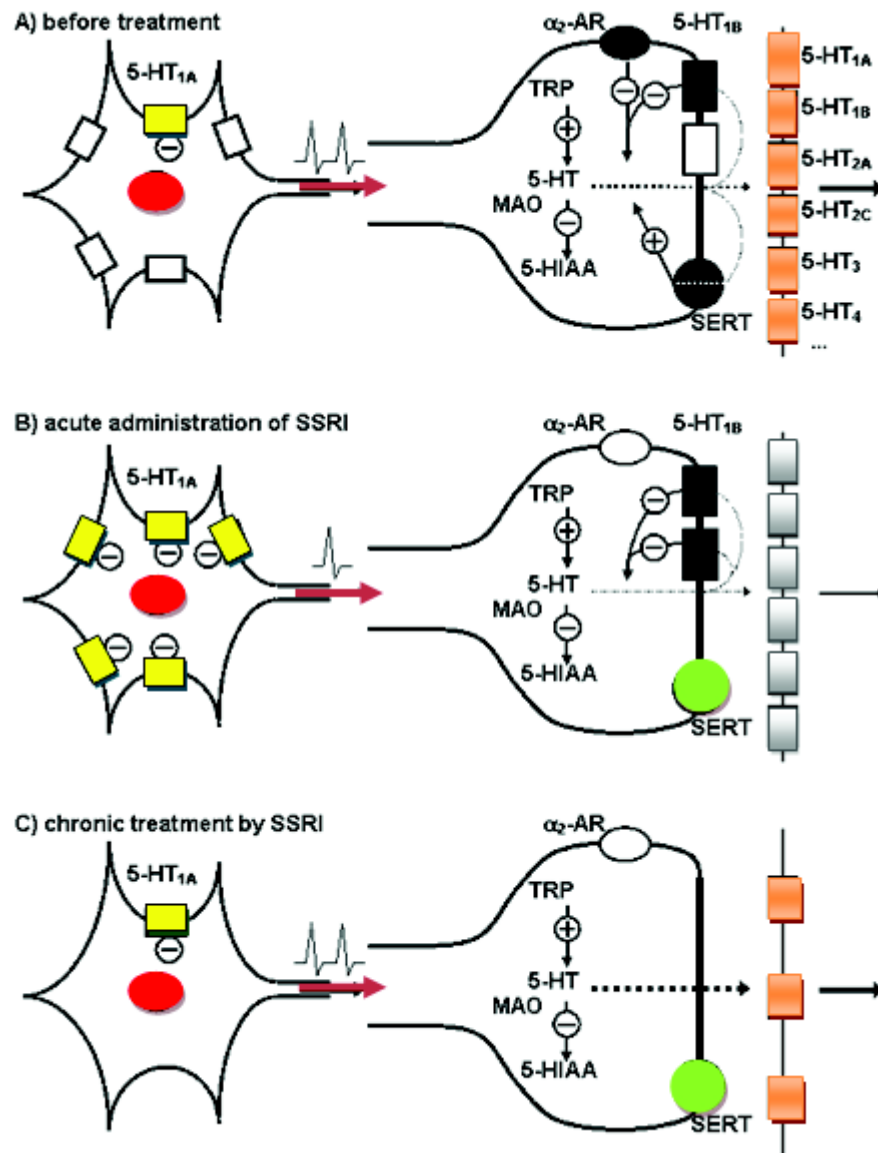 A) before treatment
α₂-AR
5-HT₁B
5-HT₁A
5-HT₁A
TRP
5-HT₁B
5-HT
5-HT₂A
MAO
5-HT₂C
5-HIAA
5-HT₃
SERT
5-HT₄
...
B) acute administration of SSRI
α₂-AR
5-HT₁B
5-HT₁A
TRP
5-HT
MAO
5-HIAA
SERT
C) chronic treatment by SSRI
α₂-AR
5-HT₁A
TRP
5-HT
MAO
5-HIAA
SERT